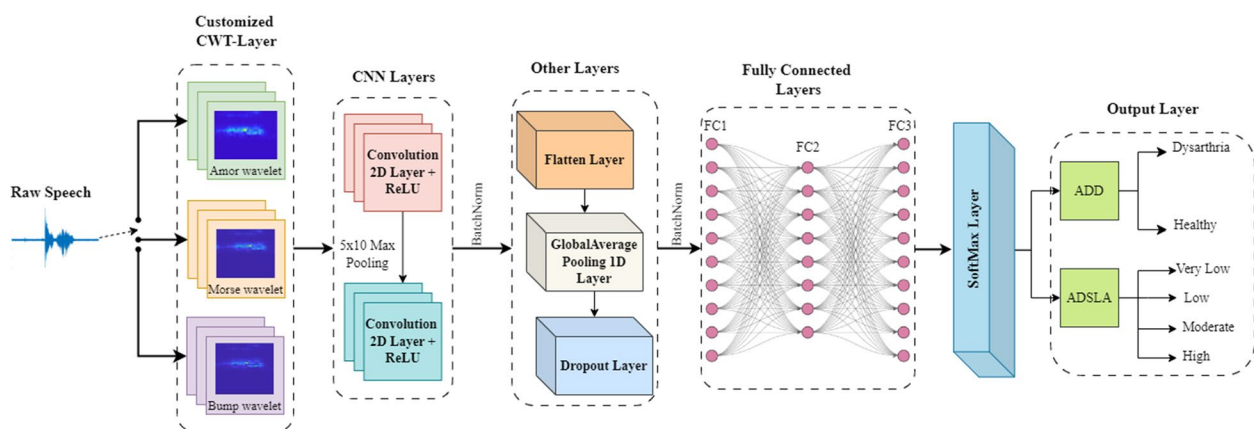 Customized
CWT-Layer
Raw Speech
Amor wavelet
Morse wavelet
Bump wavelet
CNN Layers
Convolution
2D Layer +
ReLU
5x10 Max
Pooling
Convolution
2D Layer +
ReLU
BatchNorm
Other Layers
Flatten Layer
GlobalAverage
Pooling 1D
Layer
Dropout Layer
BatchNorm
Fully Connected
Layers
FC1
FC2
FC3
SoftMax Layer
Output Layer
ADD
Dysarthria
Healthy
ADSLA
Very Low
Low
Moderate
High